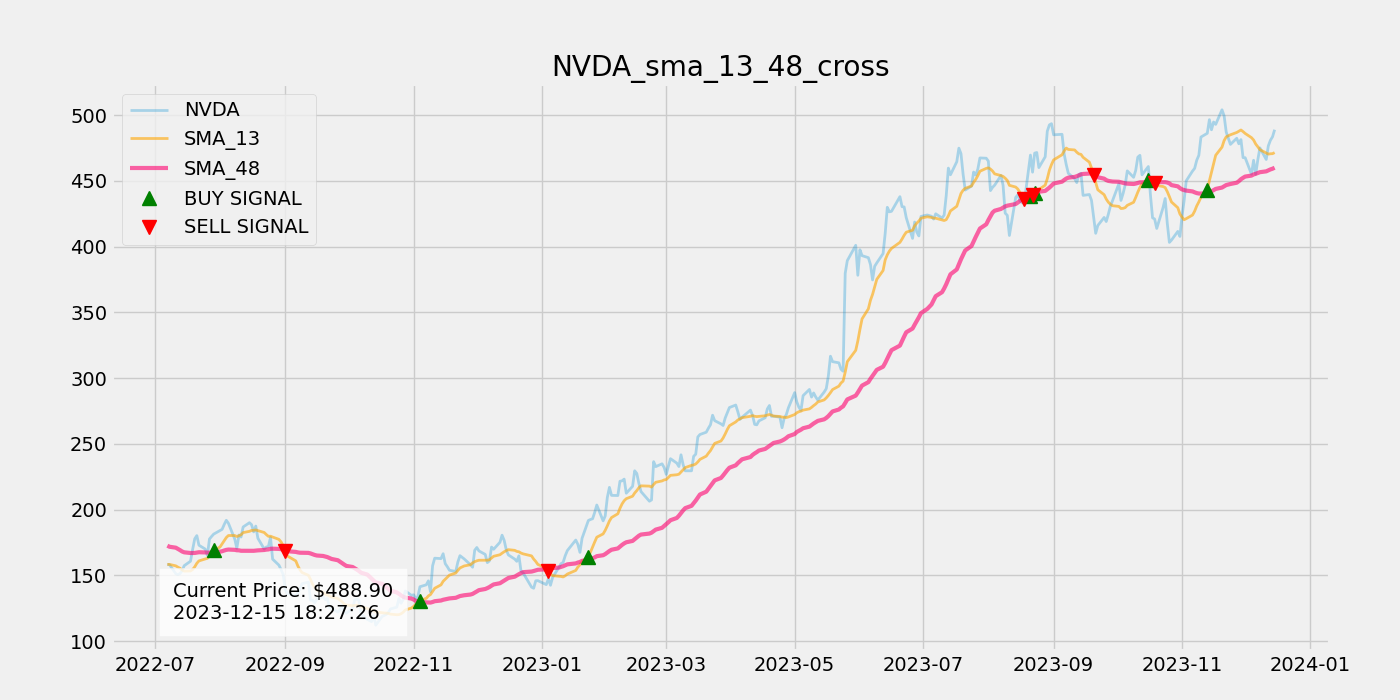 NVDA_sma_13_48_cross
NVDA
SMA_13
SMA_48
BUY SIGNAL
SELL SIGNAL
500
450
400
350
300
250
200
150
100
Current Price: $488.90
2023-12-15 18:27:26
2022-07 2022-09 2022-11 2023-01 2023-03 2023-05 2023-07 2023-09 2023-11 2024-01